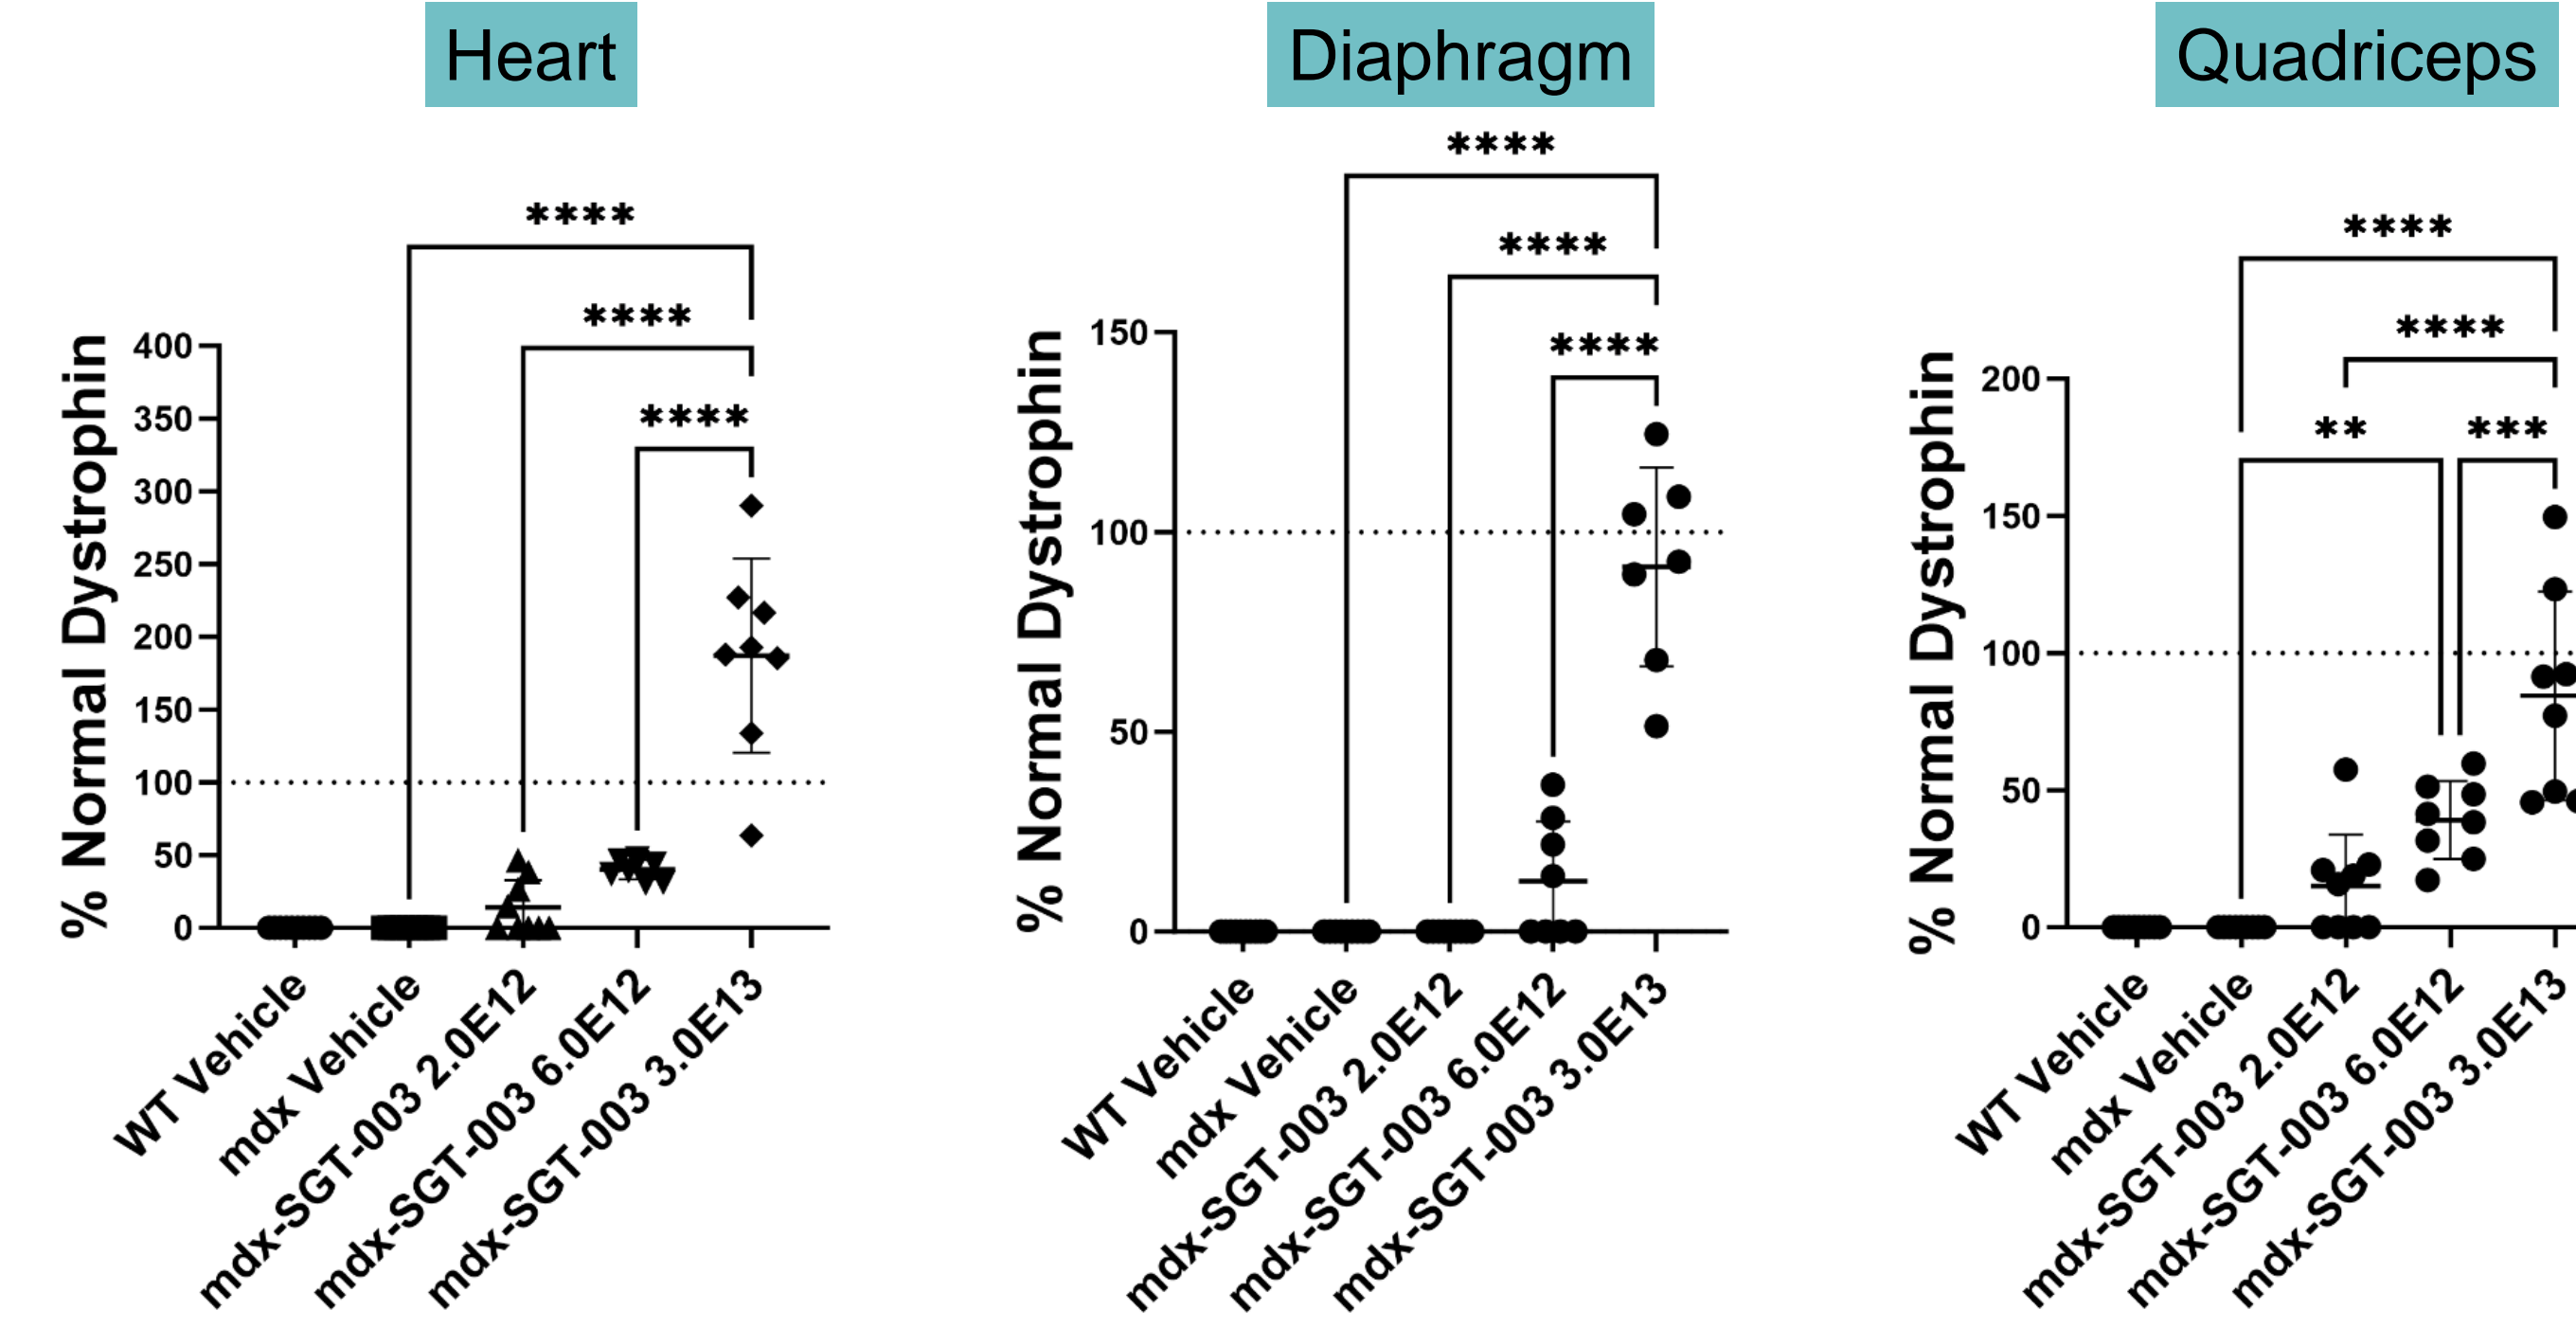 Heart
****
****
****
% Normal Dystrophin
400
350
300
250
200
150
100
50
0
WT Vehicle
mdx Vehicle
mdx-SGT-003 2.0E12
mdx-SGT-003 6.0E12
mdx-SGT-003 3.0E13
Diaphragm
****
****
****
% Normal Dystrophin
150
100
50
0
WT Vehicle
mdx Vehicle
mdx-SGT-003 2.0E12
mdx-SGT-003 6.0E12
mdx-SGT-003 3.0E13
Quadriceps
****
****
** ***
% Normal Dystrophin
200
150
100
50
0
WT Vehicle
mdx Vehicle
mdx-SGT-003 2.0E12
mdx-SGT-003 6.0E12
mdx-SGT-003 3.0E13